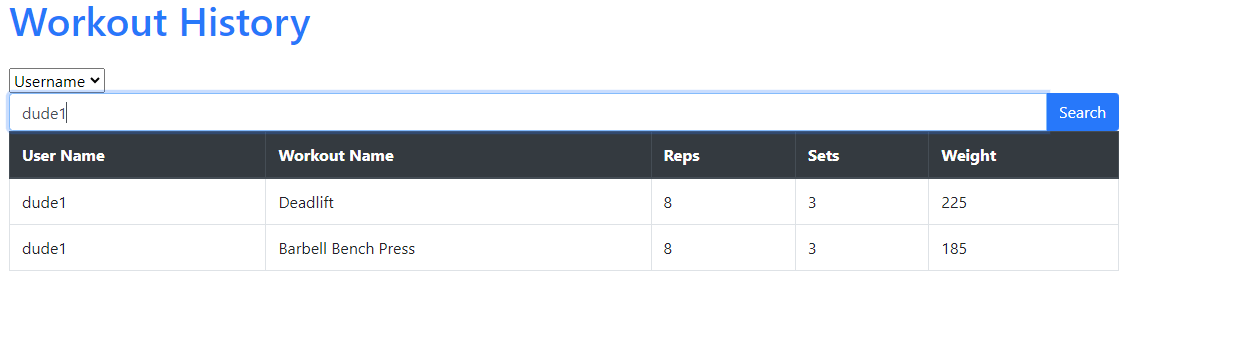 Workout History
Username
dude1 Search
User Name Workout Name Reps Sets Weight
dude1 Deadlift 8 3 225
dude1 Barbell Bench Press 8 3 185